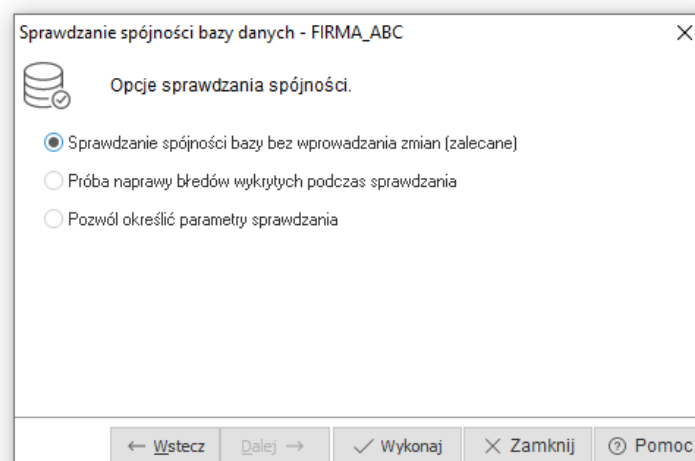 Sprawdzanie spójności bazy danych - FIRMA_ABC
Opcje sprawdzania spójności.
Sprawdzanie spójności bazy bez wprowadzania zmian (zalecane)
Próba naprawy błedów wykrytych podczas sprawdzania
Pozwól określić parametry sprawdzania
← Wstecz Dalej → Wykonaj Zamknij Pomoc